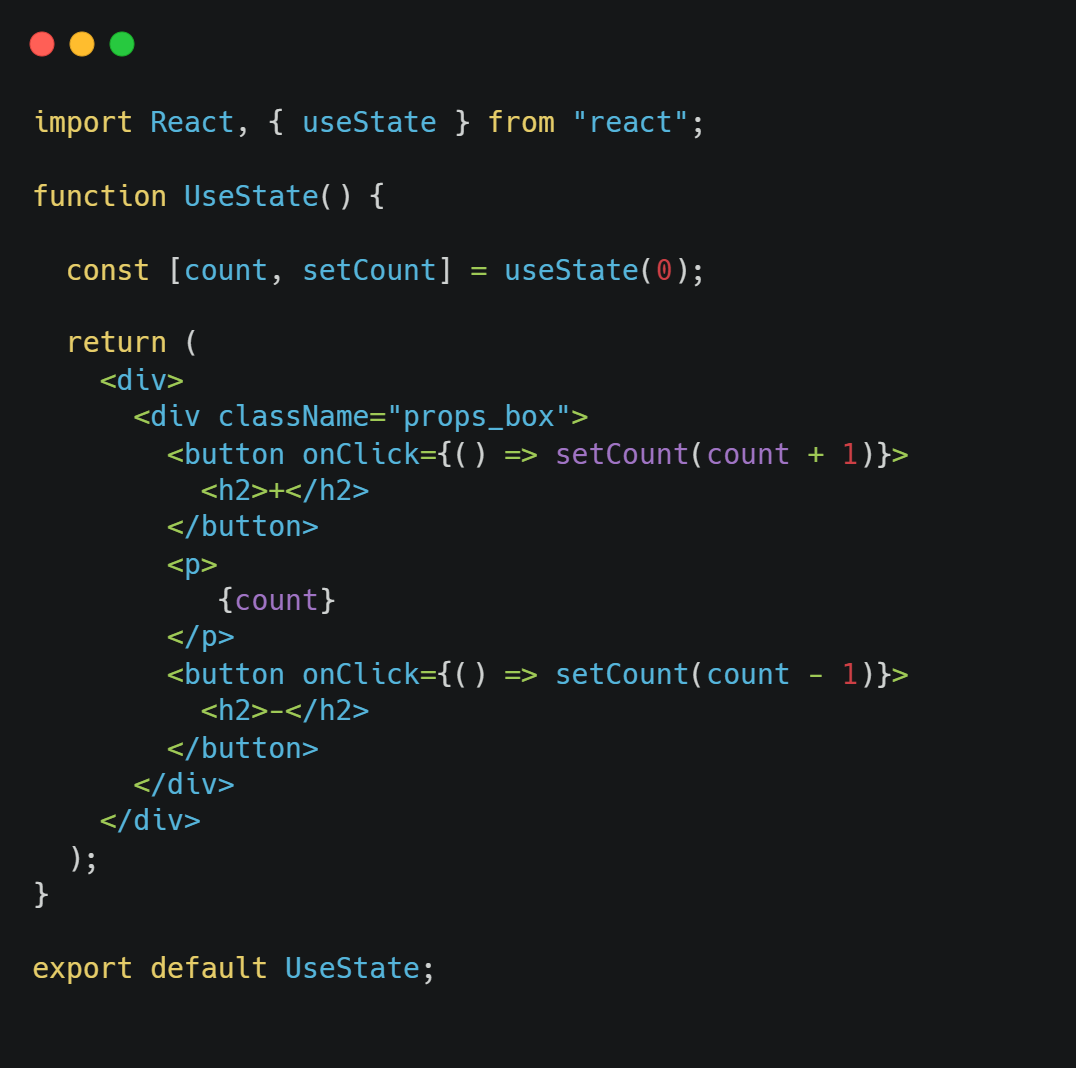 import React, { useState } from "react";

function UseState() {

  const [count, setCount] = useState(0);

  return (
    <div>
      <div className="props_box">
        <button onClick={() => setCount(count + 1)}>
          <h2>+</h2>
        </button>
        <p>
           {count}
        </p>
        <button onClick={() => setCount(count - 1)}>
          <h2>-</h2>
        </button>
      </div>
    </div>
  );
}

export default UseState;